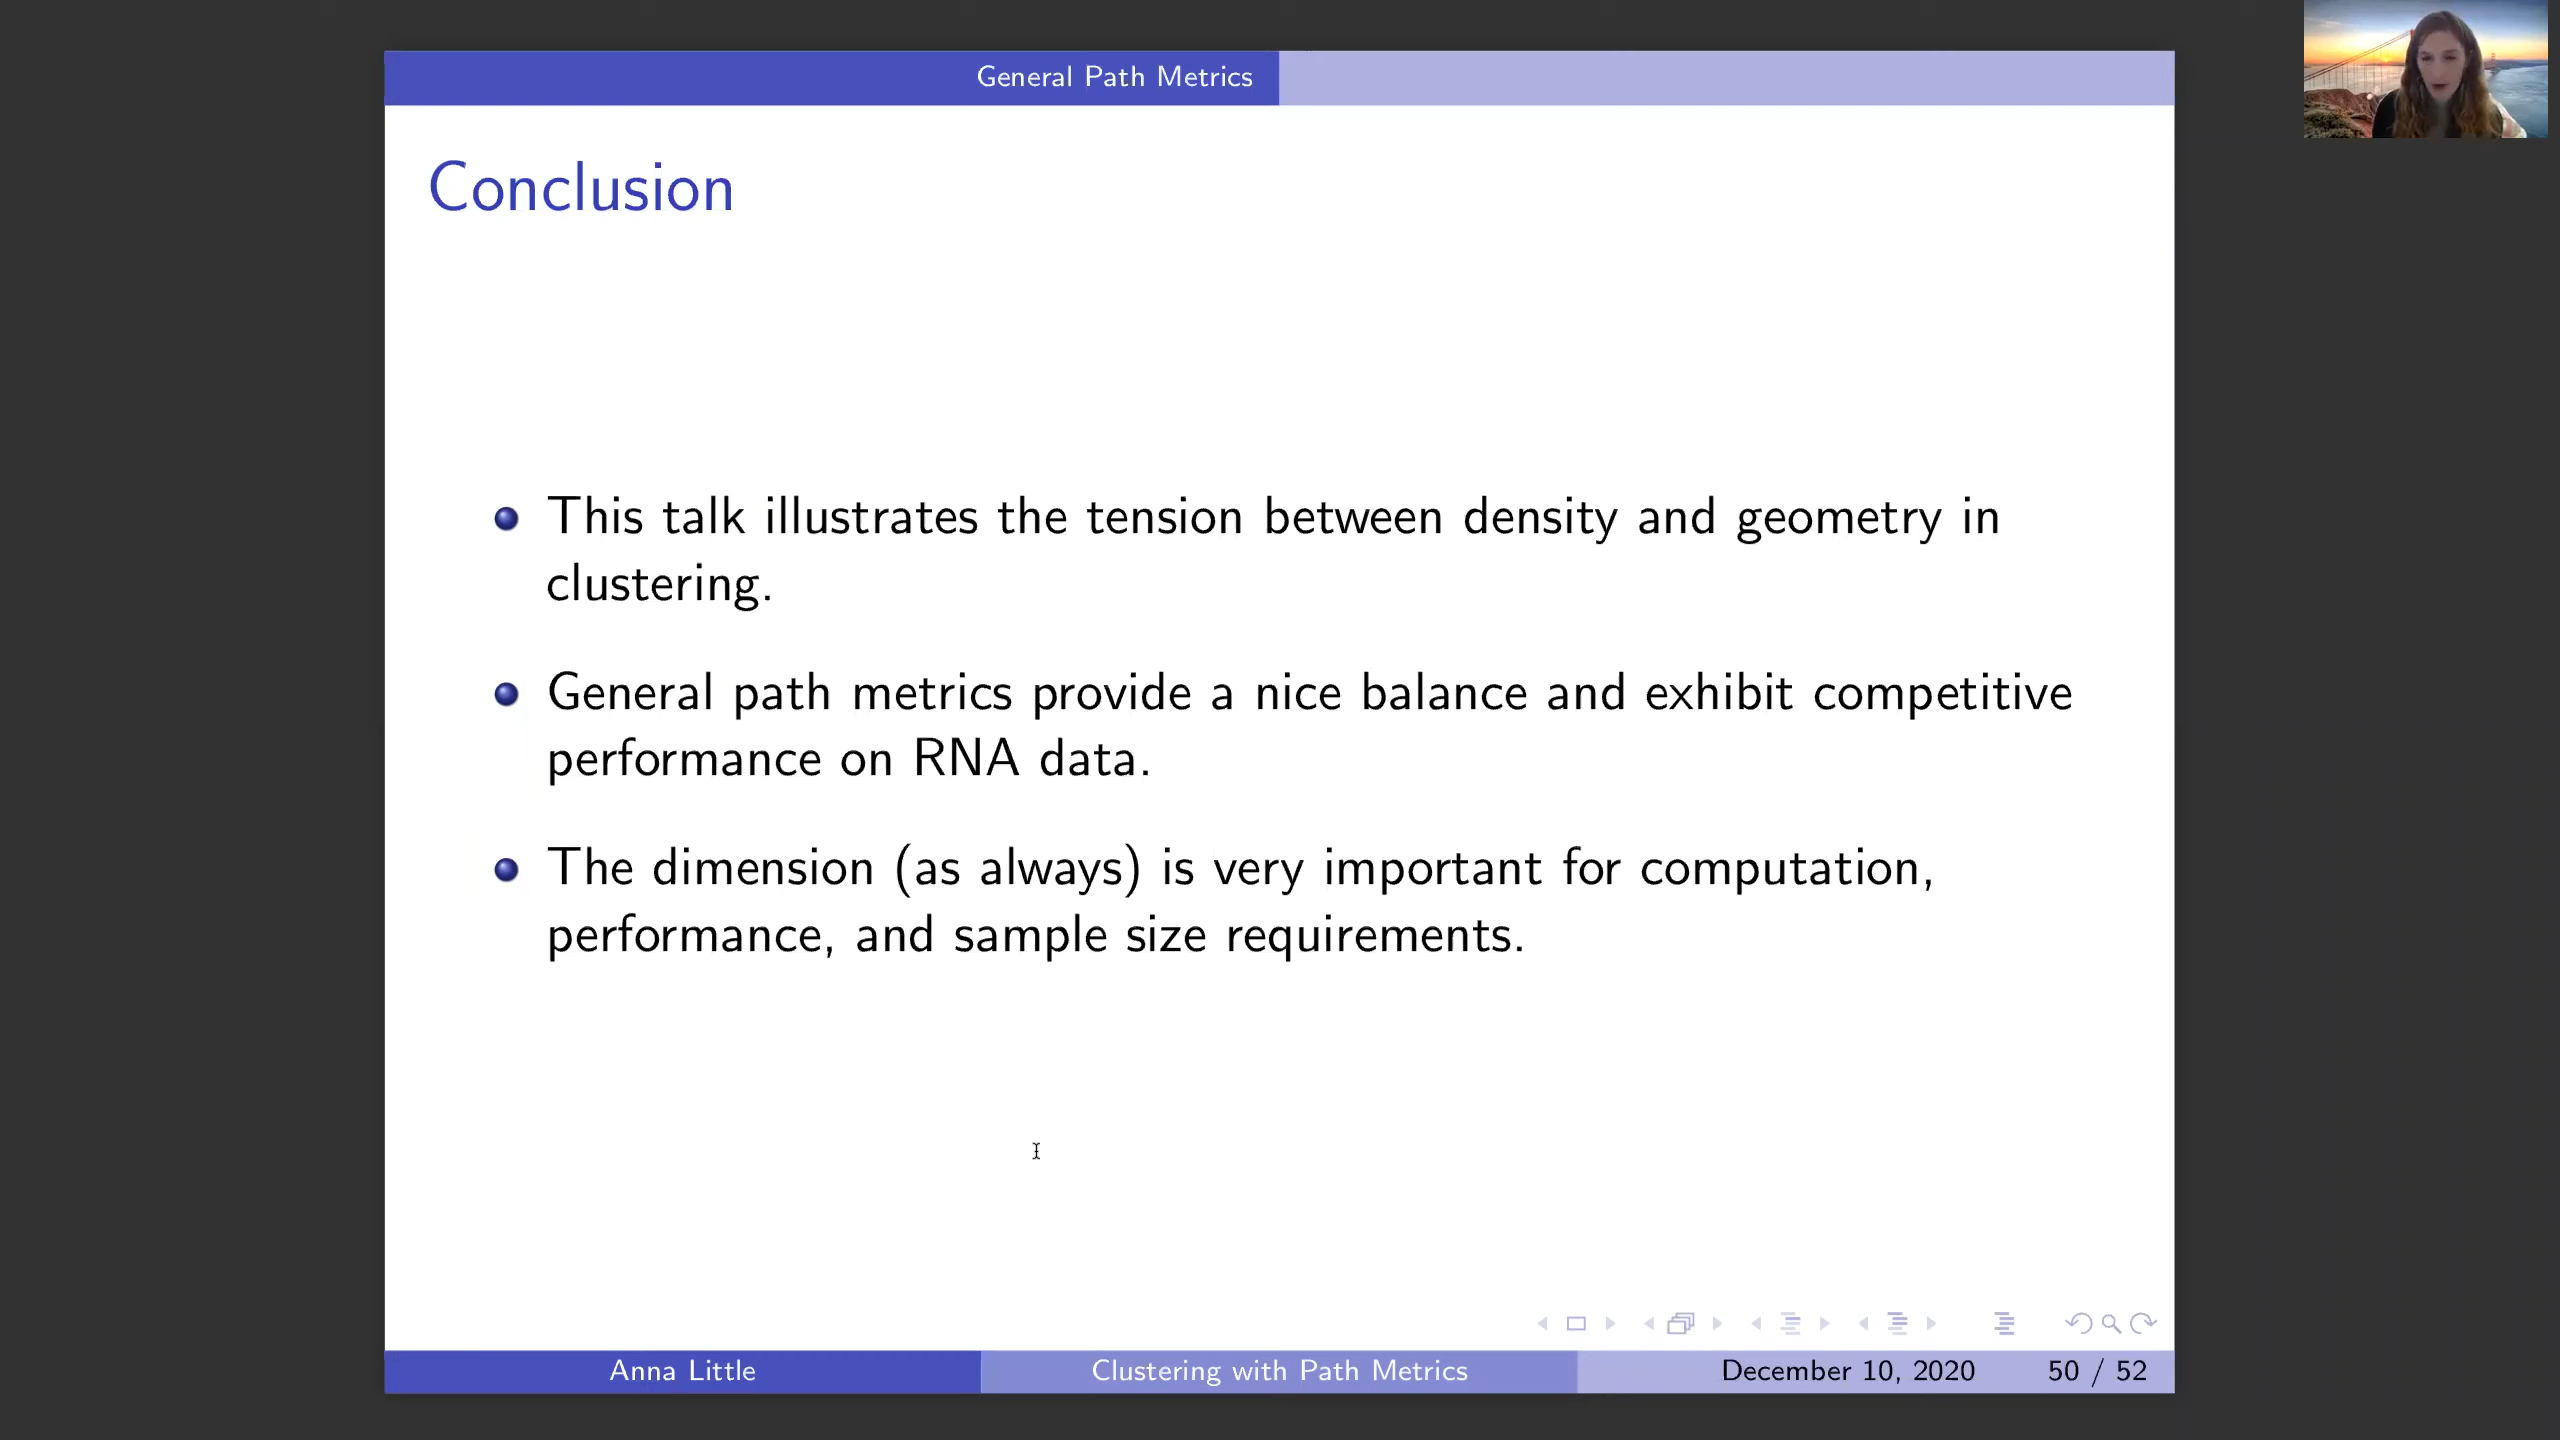 General Path Metrics
Conclusion
This talk illustrates the tension between density and geometry in
clustering.
General path metrics provide a nice balance and exhibit competitive
performance on RNA data.
The dimension (as always) is very important for computation,
performance, and sample size requirements.
Anna Little
Clustering with Path Metrics
December 10, 2020
50 / 52